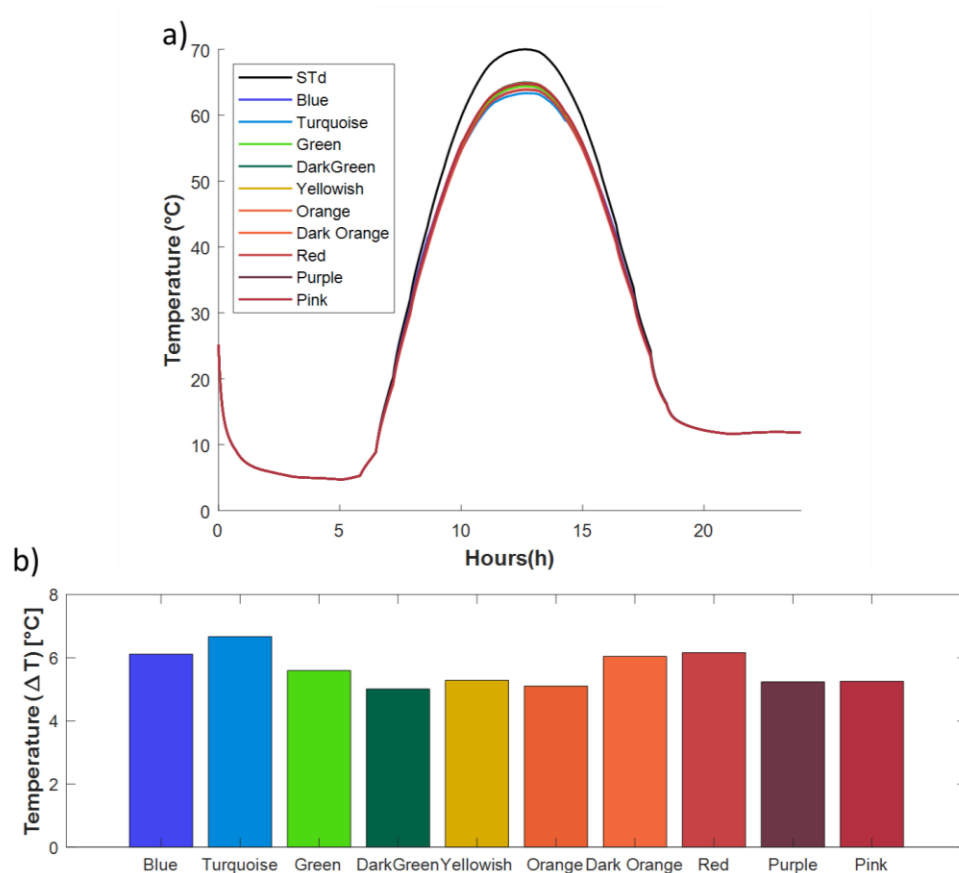 a)
70
60
50
40
30
20
10
0
Temperature (°C)
STd
Blue
Turquoise
Green
DarkGreen
Yellowish
Orange
Dark Orange
Red
Purple
Pink
0 5 10 15 20
Hours(h)
b)
8
6
4
2
0
Temperature (Δ T) [°C]
Blue Turquoise Green DarkGreen Yellowish Orange Dark Orange Red Purple Pink